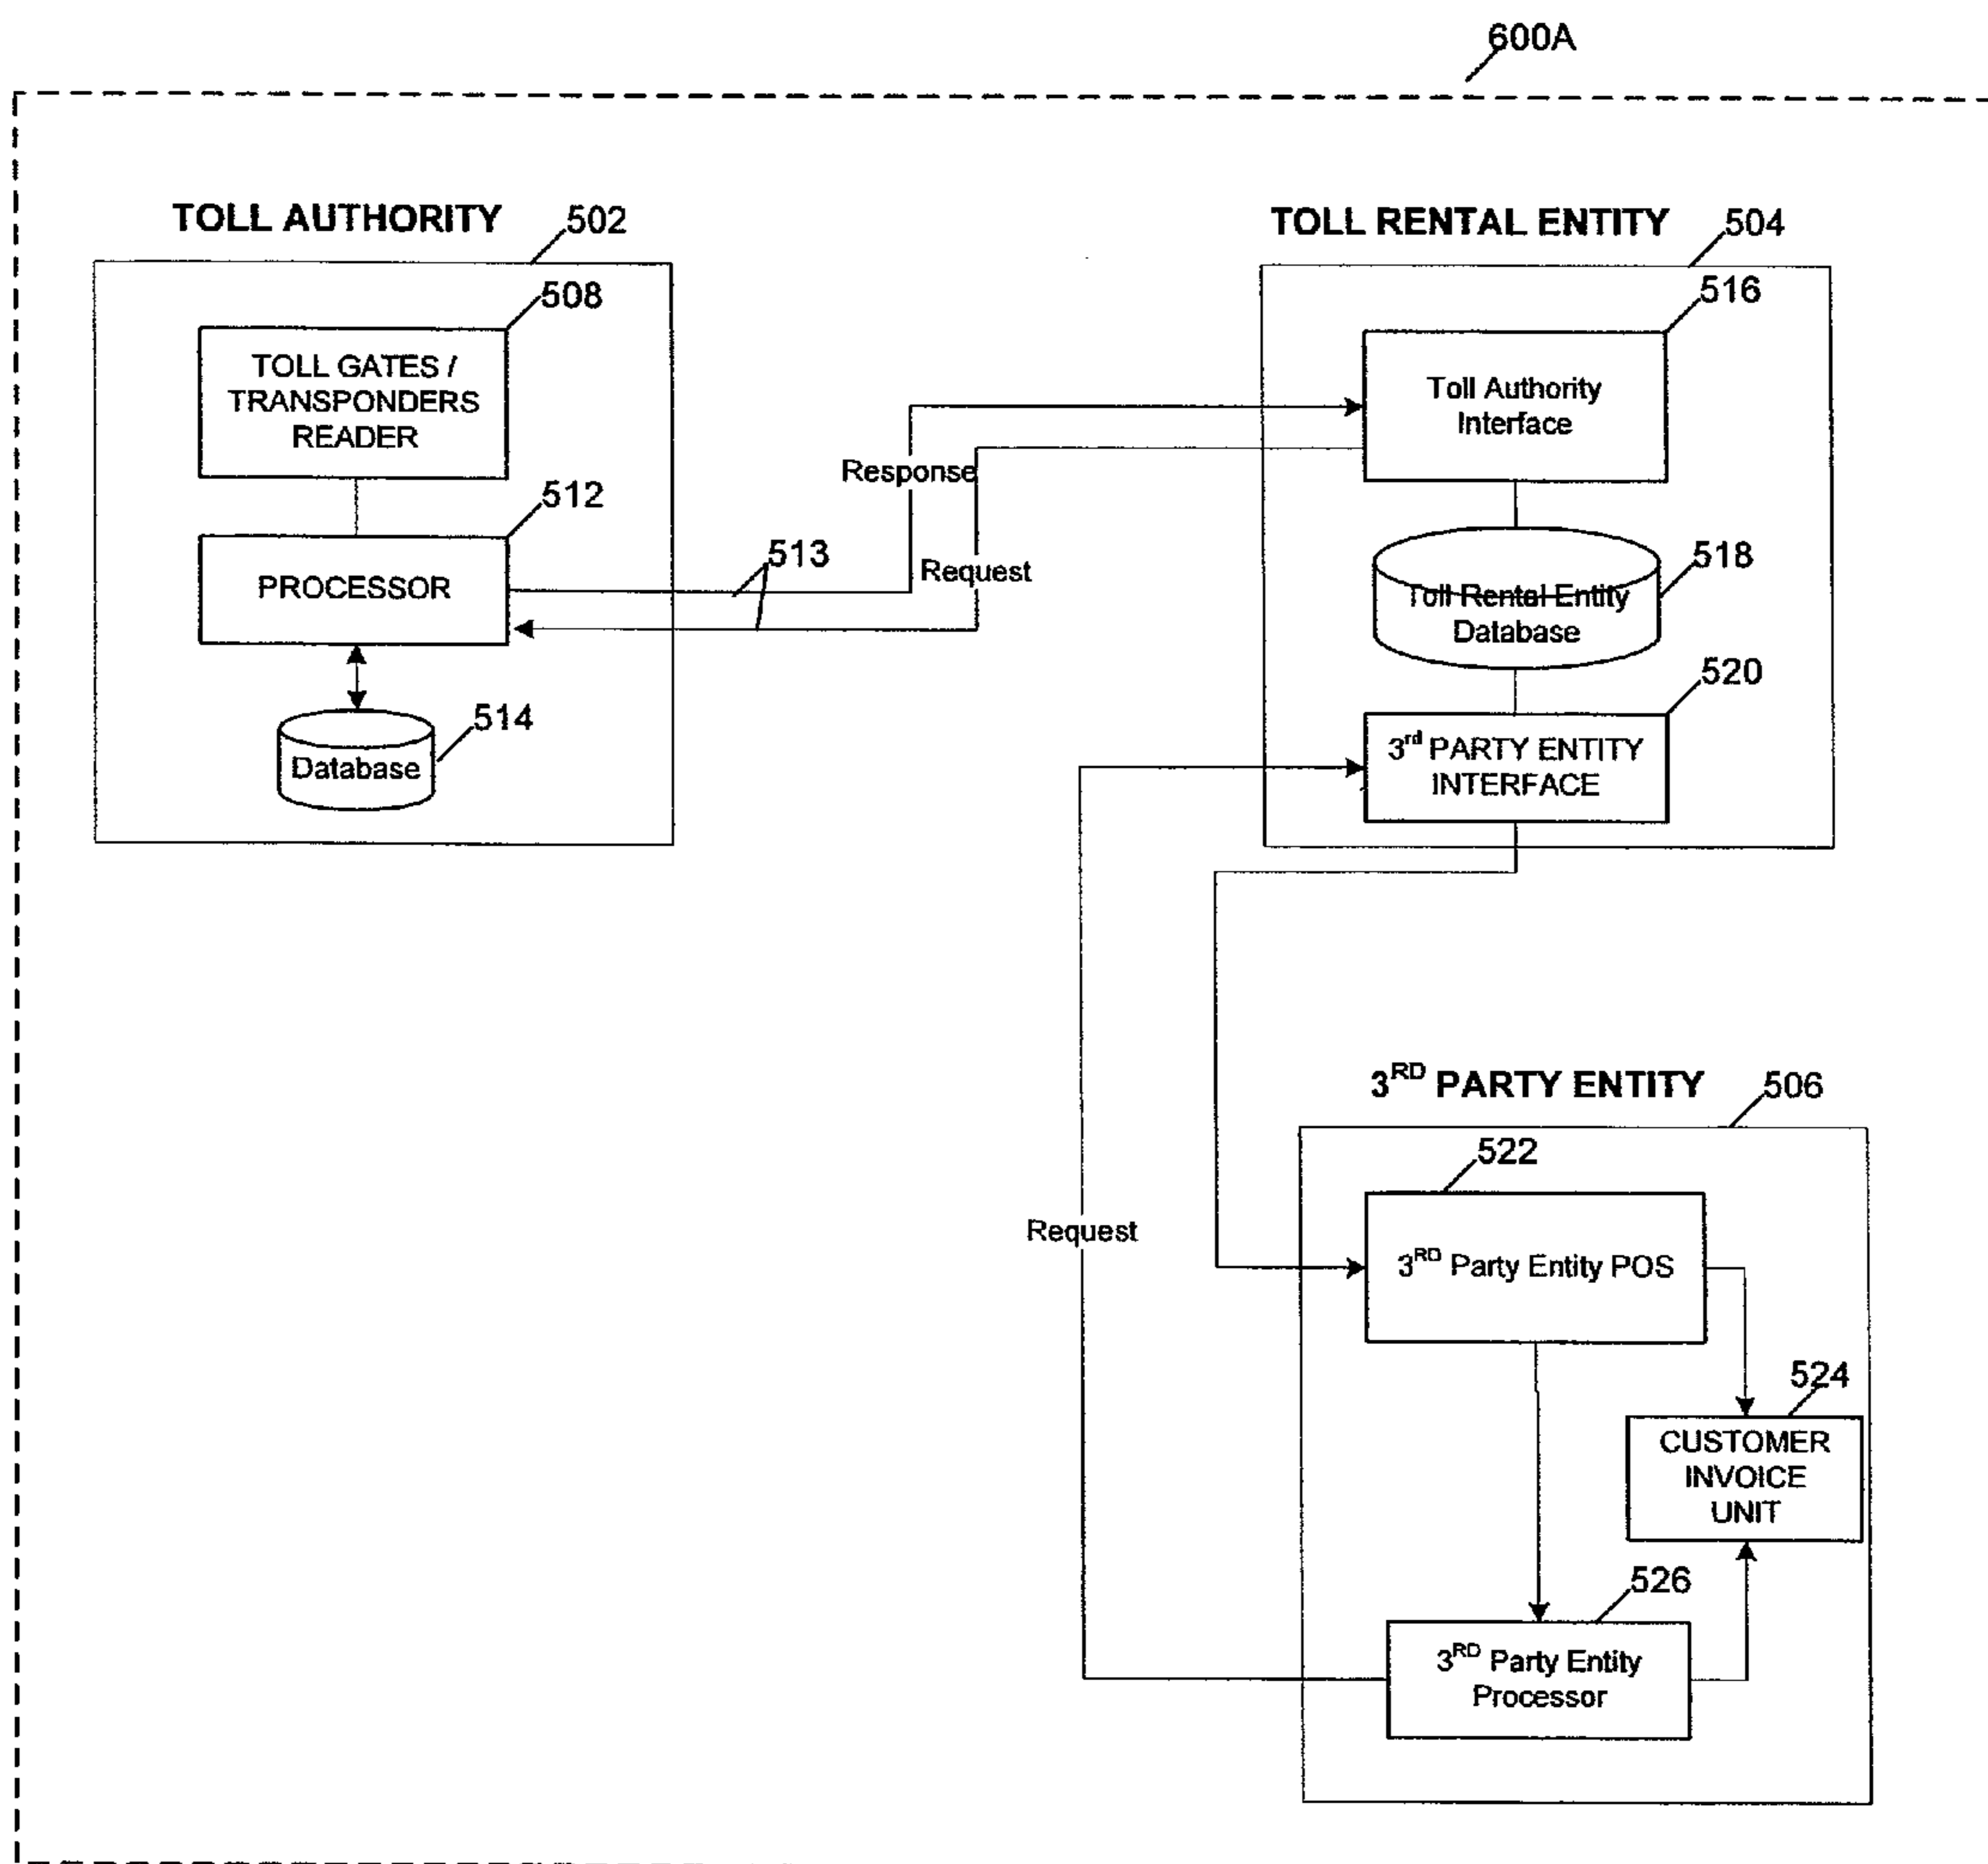 600A
TOLL AUTHORITY
502
508
TOLL GATES /
TRANSPONDERS
READER
512
PROCESSOR
514
Database
513
Response
Request
TOLL RENTAL ENTITY
504
516
Toll Authority
Interface
518
Toll Rental Entity
Database
520
3rd PARTY ENTITY
INTERFACE
Request
3RD PARTY ENTITY
506
522
3RD Party Entity POS
524
CUSTOMER
INVOICE
UNIT
526
3RD Party Entity
Processor